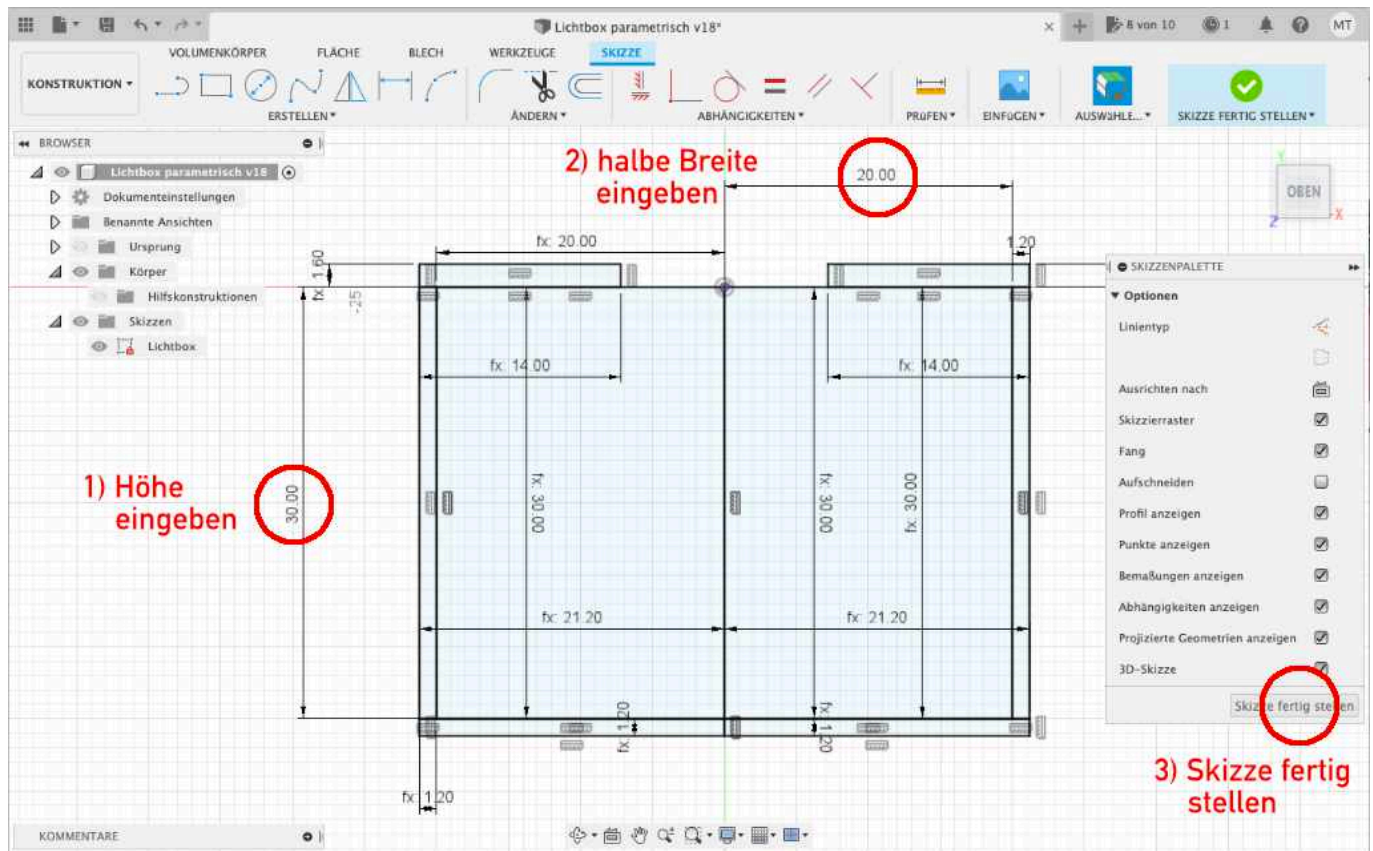 Lichtbox parametrisch v18*
8 von 10
1
MT
KONSTRUKTION
VOLUMENKÖRPER
FLÄCHE
BLECH
WERKZEUGE
SKIZZE
ERSTELLEN
ÄNDERN
ABHÄNGIGKEITEN
PRÜFEN
EINFÜGEN
AUSWÄHLE...
SKIZZE FERTIG STELLEN
BROWSER
Lichtbox parametrisch v18
Dokumenteinstellungen
Benannte Ansichten
Ursprung
Körper
Hilfskonstruktionen
Skizzen
Lichtbox
2) halbe Breite
eingeben
20.00
OBEN
Y
X
Z
fx: 20.00
1.20
fx: 1.60
-25
fx: 14.00
fx: 14.00
1) Höhe
eingeben
30.00
fx: 30.00
fx: 30.00
fx: 30.00
fx: 21.20
fx: 21.20
fx: 1.20
fx: 1.20
fx: 1.20
SKIZZENPALETTE
Optionen
Linientyp
Ausrichten nach
Skizzierraster
Fang
Aufschneiden
Profil anzeigen
Punkte anzeigen
Bemaßungen anzeigen
Abhängigkeiten anzeigen
Projizierte Geometrien anzeigen
3D-Skizze
Skizze fertig stellen
3) Skizze fertig
stellen
KOMMENTARE